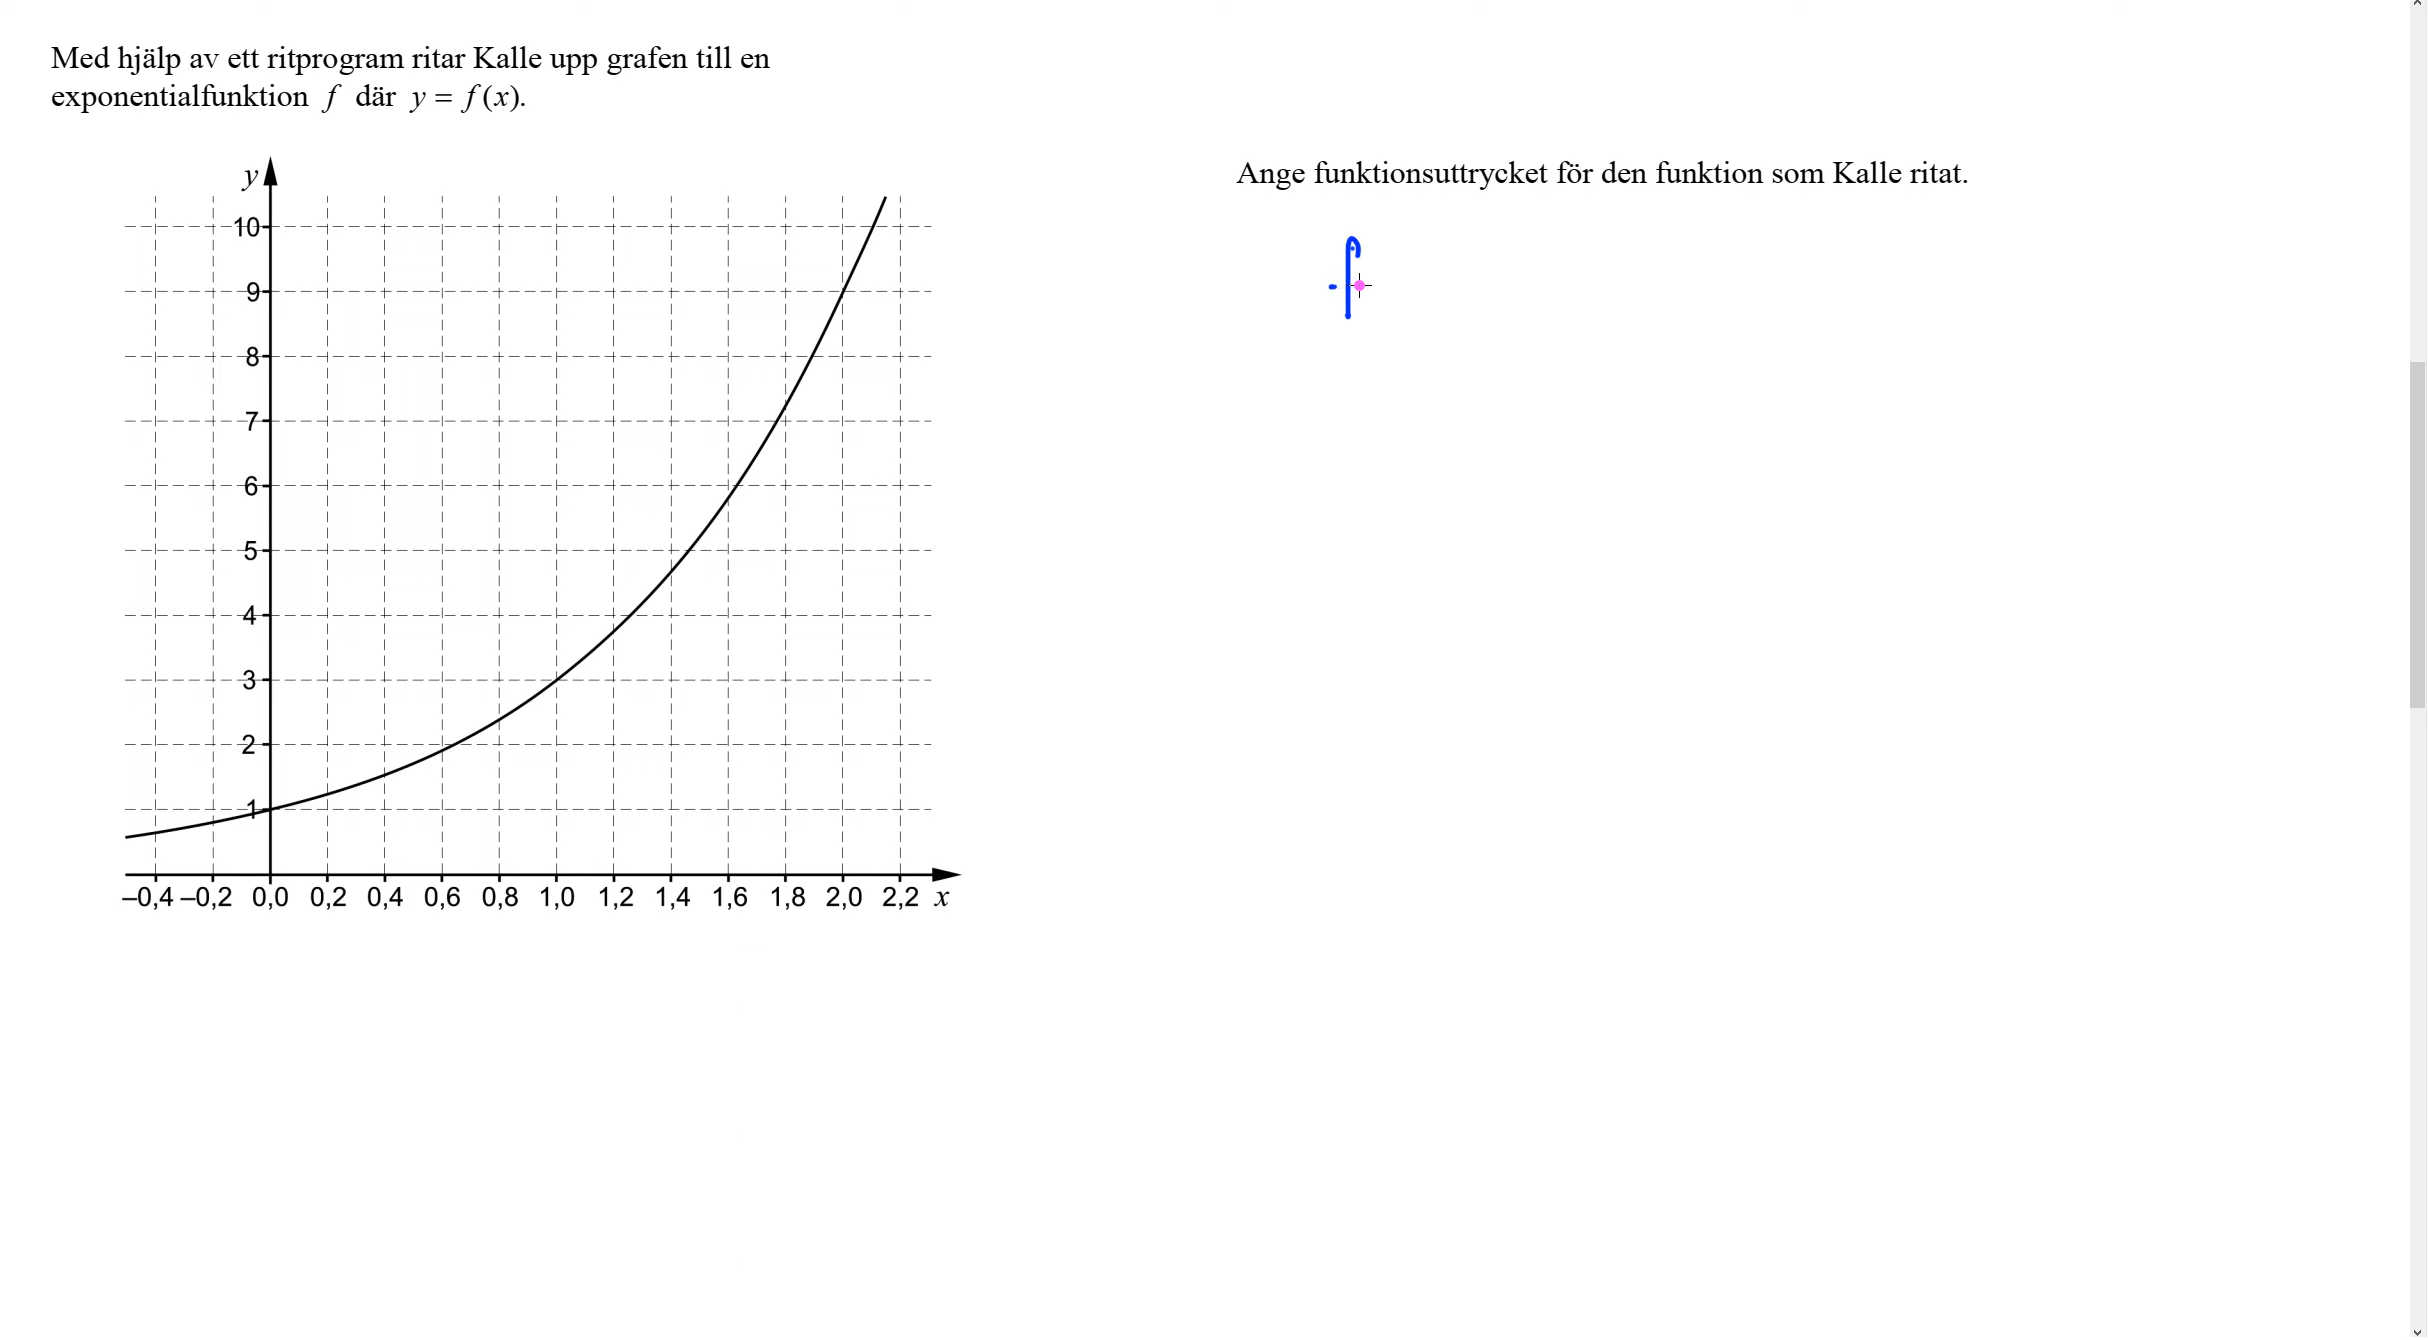 Med hjälp av ett ritprogram ritar Kalle upp grafen till en
exponentialfunktion f där y = f(x).
Ange funktionsuttrycket för den funktion som Kalle ritat.
f
y
10
9
8
7
6
5
4
3
2
1
–0,4 –0,2 0,0 0,2 0,4 0,6 0,8 1,0 1,2 1,4 1,6 1,8 2,0 2,2 x